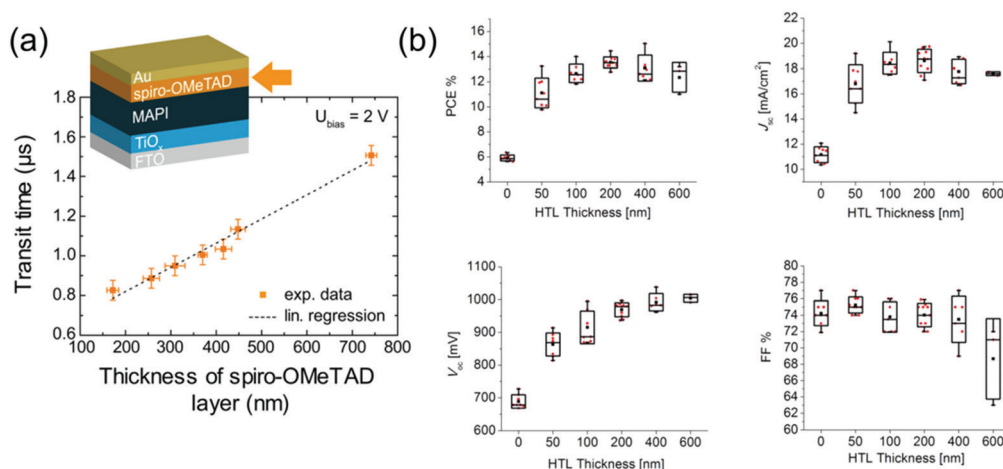 (a)
Au
spiro-OMeTAD
MAPI
TiOx
FTO
U_bias = 2 V
Transit time (µs)
1.8
1.6
1.4
1.2
1.0
0.8
0.6
exp. data
lin. regression
100 200 300 400 500 600 700 800
Thickness of spiro-OMeTAD
layer (nm)
(b)
PCE %
16
14
12
10
8
6
4
0 50 100 200 400 600
HTL Thickness [nm]
Jsc [mA/cm²]
22
20
18
16
14
12
10
0 50 100 200 400 600
HTL Thickness [nm]
Voc [mV]
1100
1000
900
800
700
600
0 50 100 200 400 600
HTL Thickness [nm]
FF %
78
76
74
72
70
68
66
64
62
60
0 50 100 200 400 600
HTL Thickness [nm]